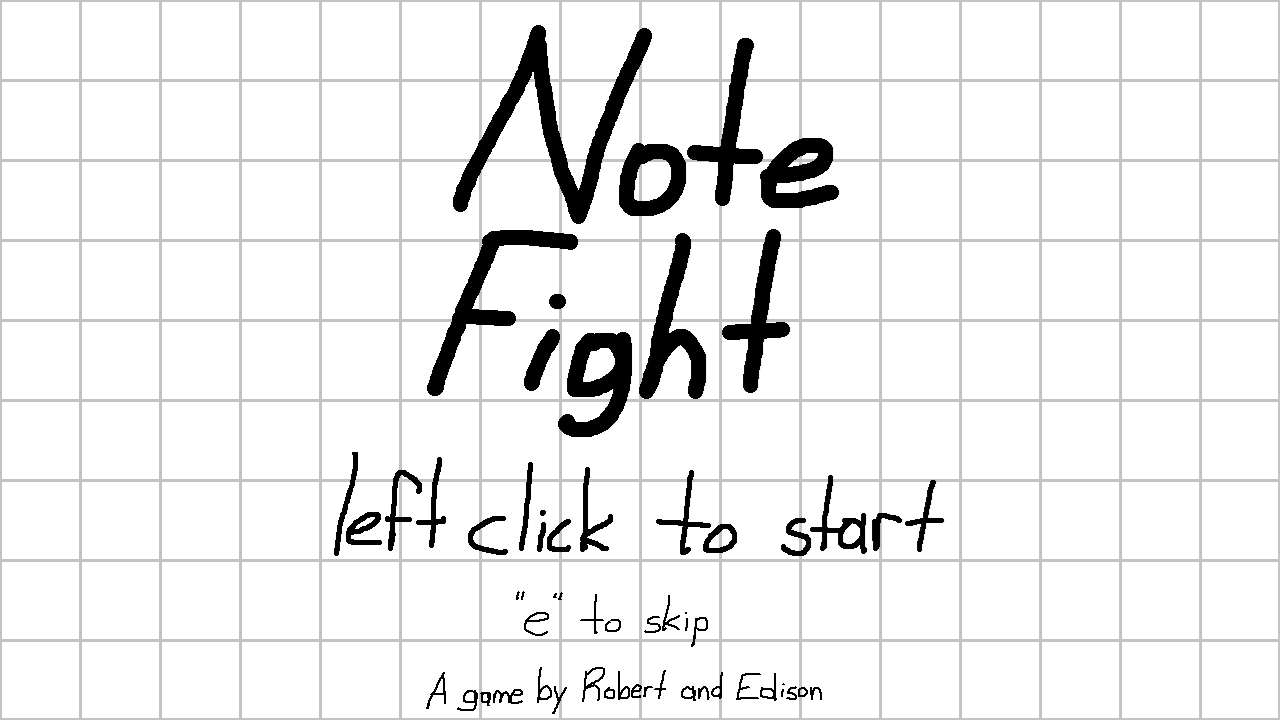 Note
Fight
left click to start
"e" to skip
A game by Robert and Edison